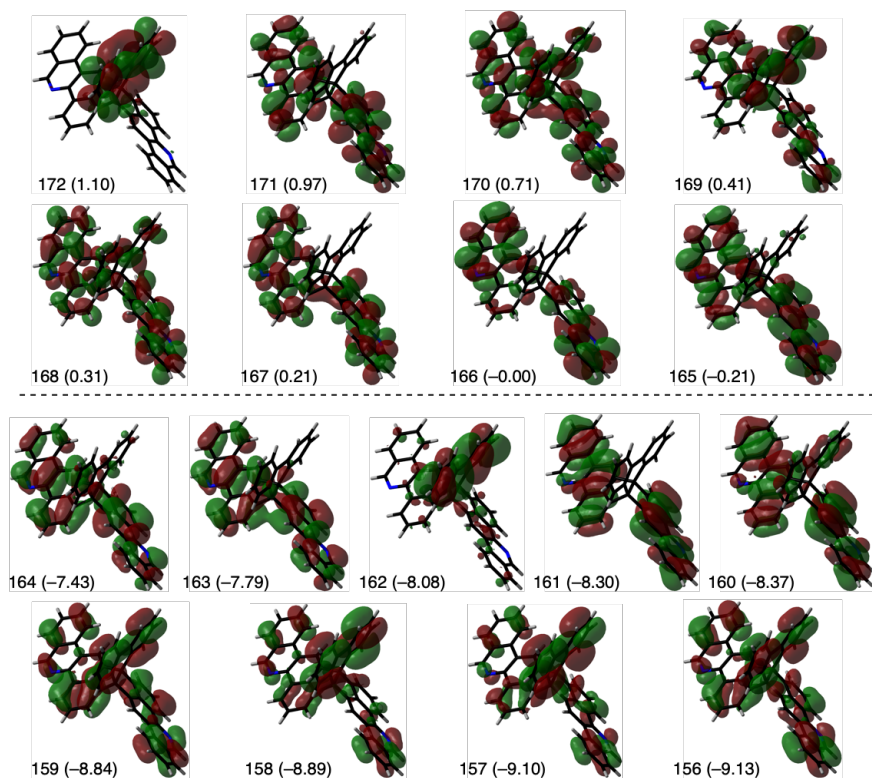 172 (1.10) 171 (0.97) 170 (0.71) 169 (0.41)
168 (0.31) 167 (0.21) 166 (–0.00) 165 (–0.21)
164 (–7.43) 163 (–7.79) 162 (–8.08) 161 (–8.30) 160 (–8.37)
159 (–8.84) 158 (–8.89) 157 (–9.10) 156 (–9.13)